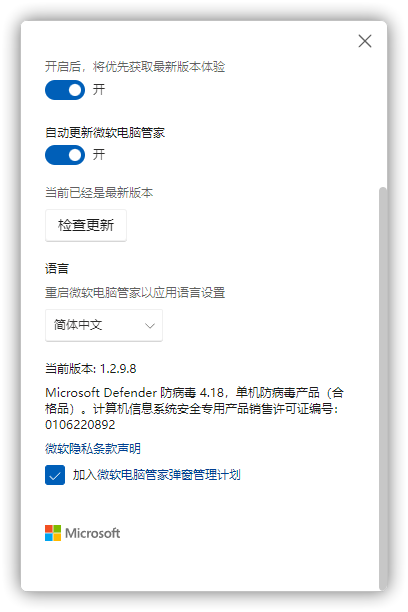 开启后，将优先获取最新版本体验
开
自动更新微软电脑管家
开
当前已经是最新版本
检查更新
语言
重启微软电脑管家以应用语言设置
简体中文
当前版本: 1.2.9.8
Microsoft Defender 防病毒 4.18，单机防病毒产品（合
格品）。计算机信息系统安全专用产品销售许可证编号：
0106220892
微软隐私条款声明
加入微软电脑管家弹窗管理计划
Microsoft